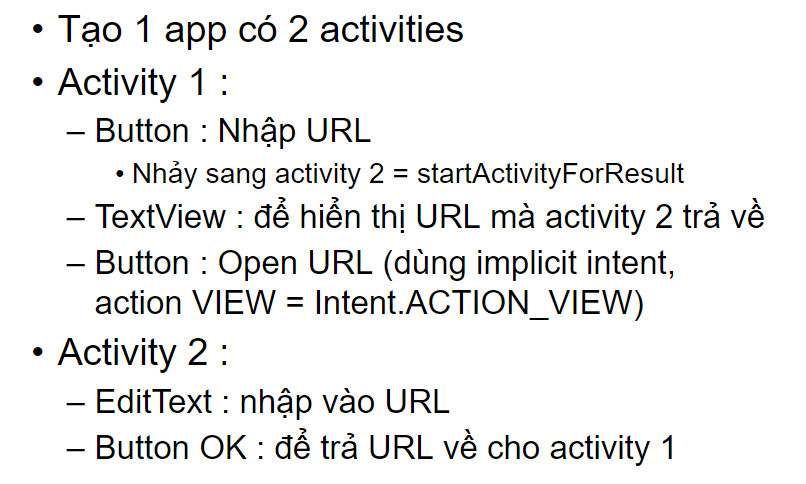 • Tạo 1 app có 2 activities
• Activity 1 :
– Button : Nhập URL
• Nhảy sang activity 2 = startActivityForResult
– TextView : để hiển thị URL mà activity 2 trả về
– Button : Open URL (dùng implicit intent,
action VIEW = Intent.ACTION_VIEW)
• Activity 2 :
– EditText : nhập vào URL
– Button OK : để trả URL về cho activity 1